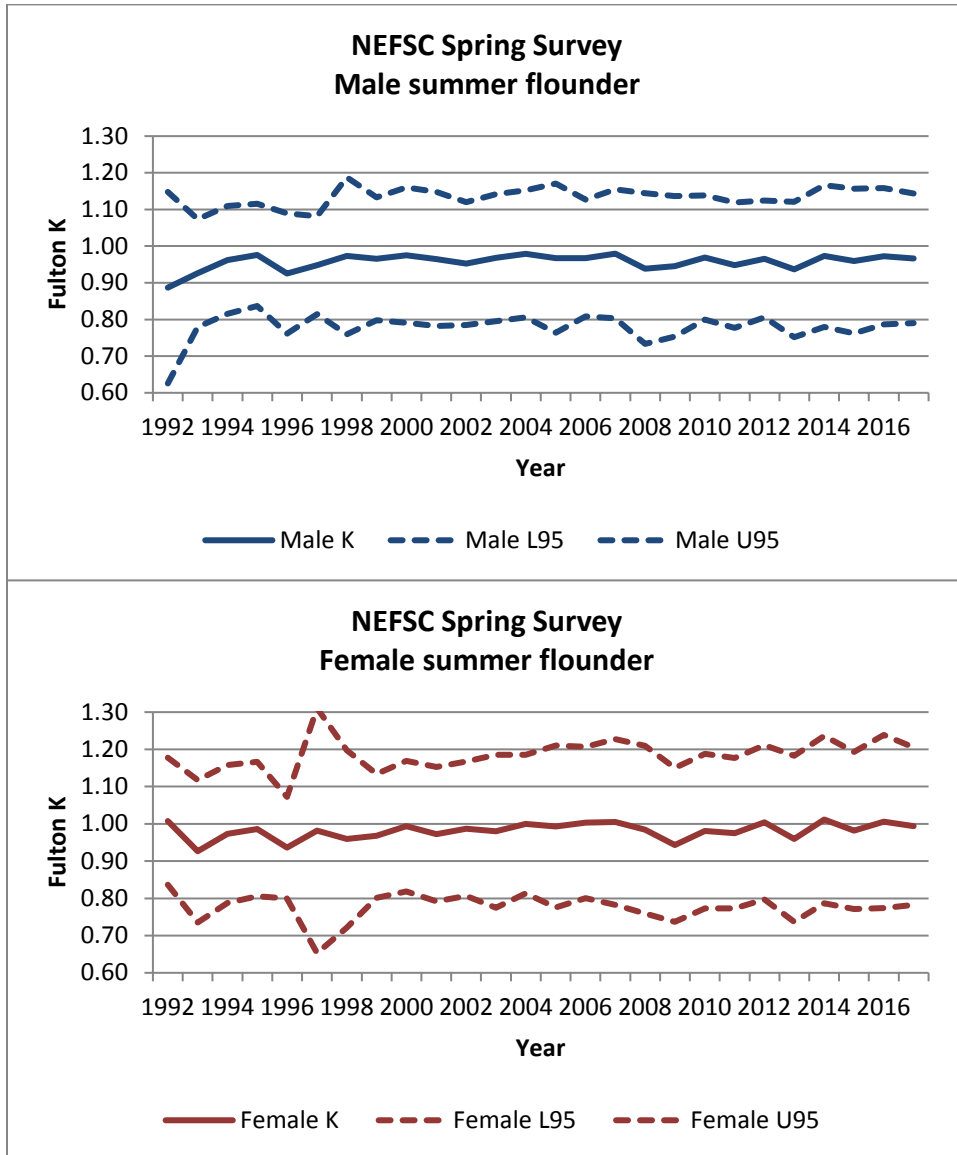 NEFSC Spring Survey
Male summer flounder
1.30
1.20
1.10
1.00
0.90
0.80
0.70
0.60
Fulton K
1992 1994 1996 1998 2000 2002 2004 2006 2008 2010 2012 2014 2016
Year
Male K Male L95 Male U95
NEFSC Spring Survey
Female summer flounder
1.30
1.20
1.10
1.00
0.90
0.80
0.70
0.60
Fulton K
1992 1994 1996 1998 2000 2002 2004 2006 2008 2010 2012 2014 2016
Year
Female K Female L95 Female U95